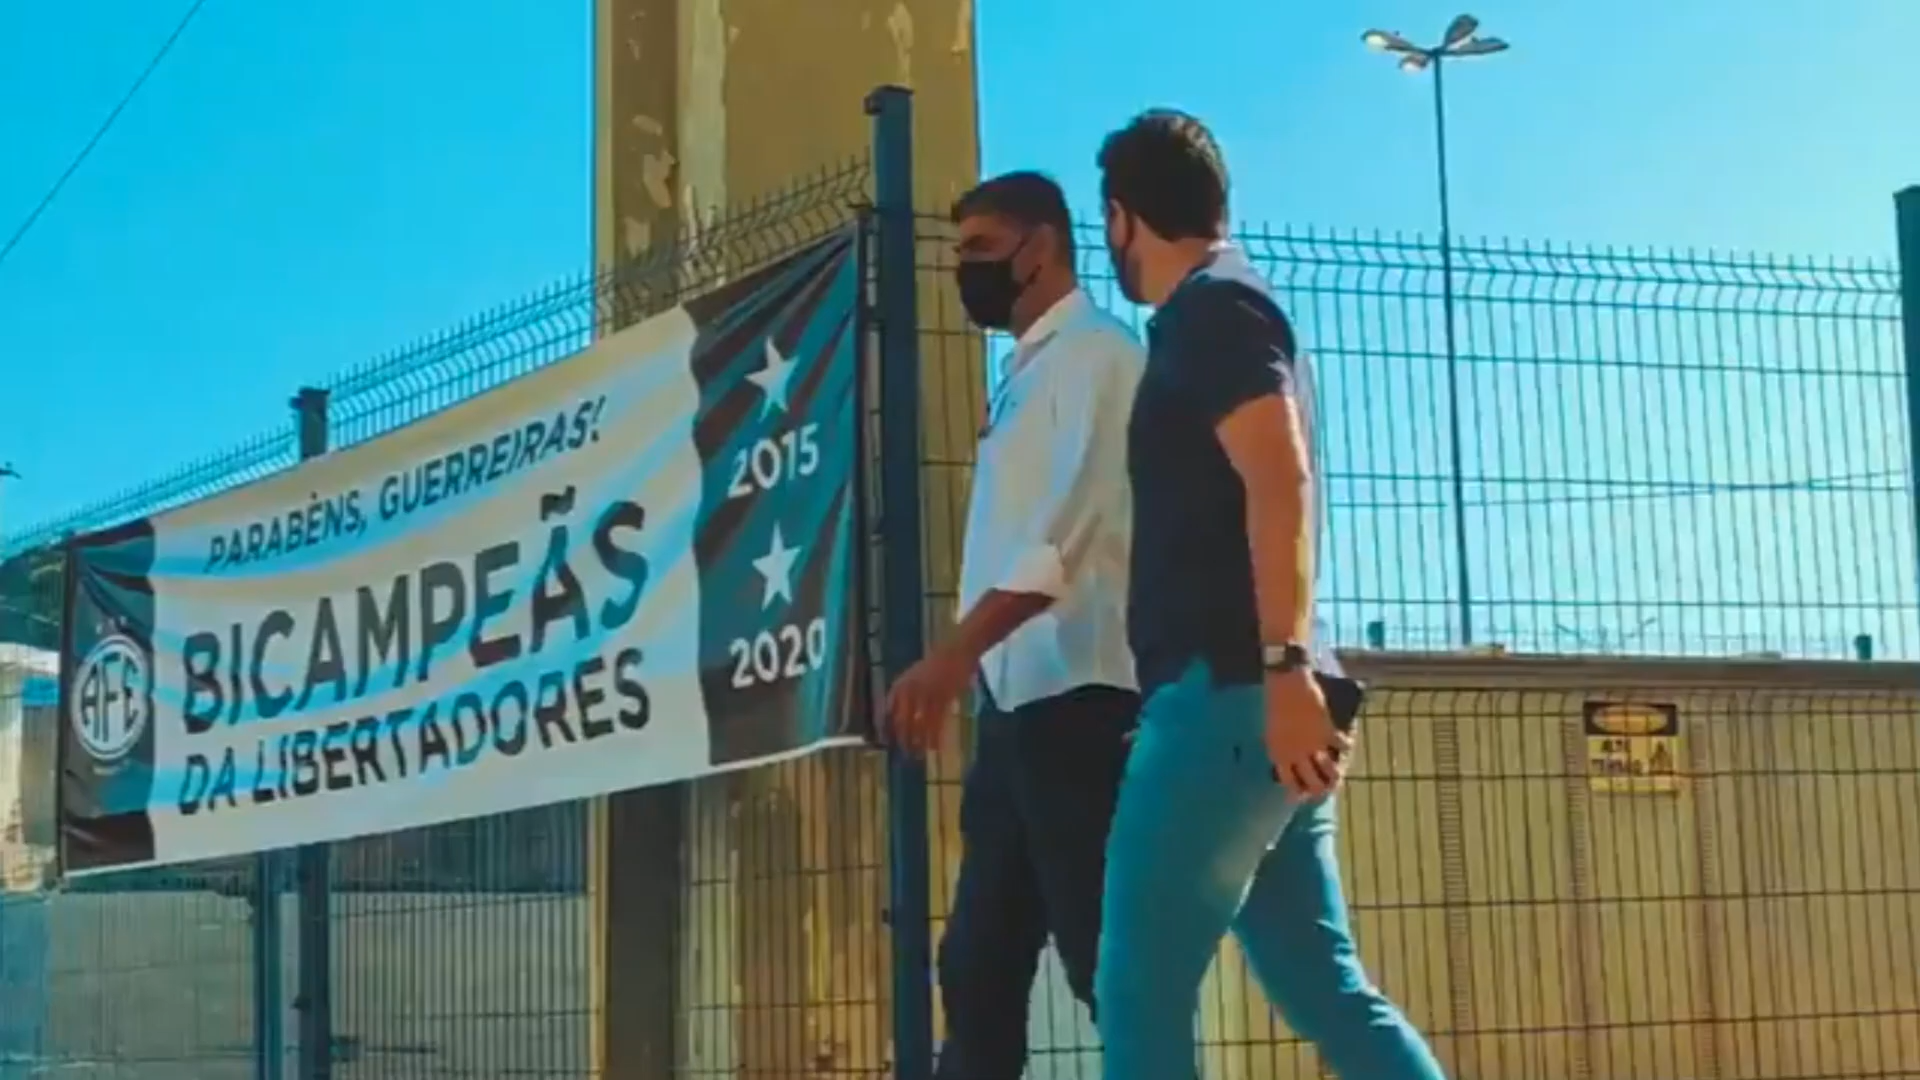 PARABÉNS, GUERREIRAS!
BICAMPEÃS
DA LIBERTADORES
AFE
2015
2020